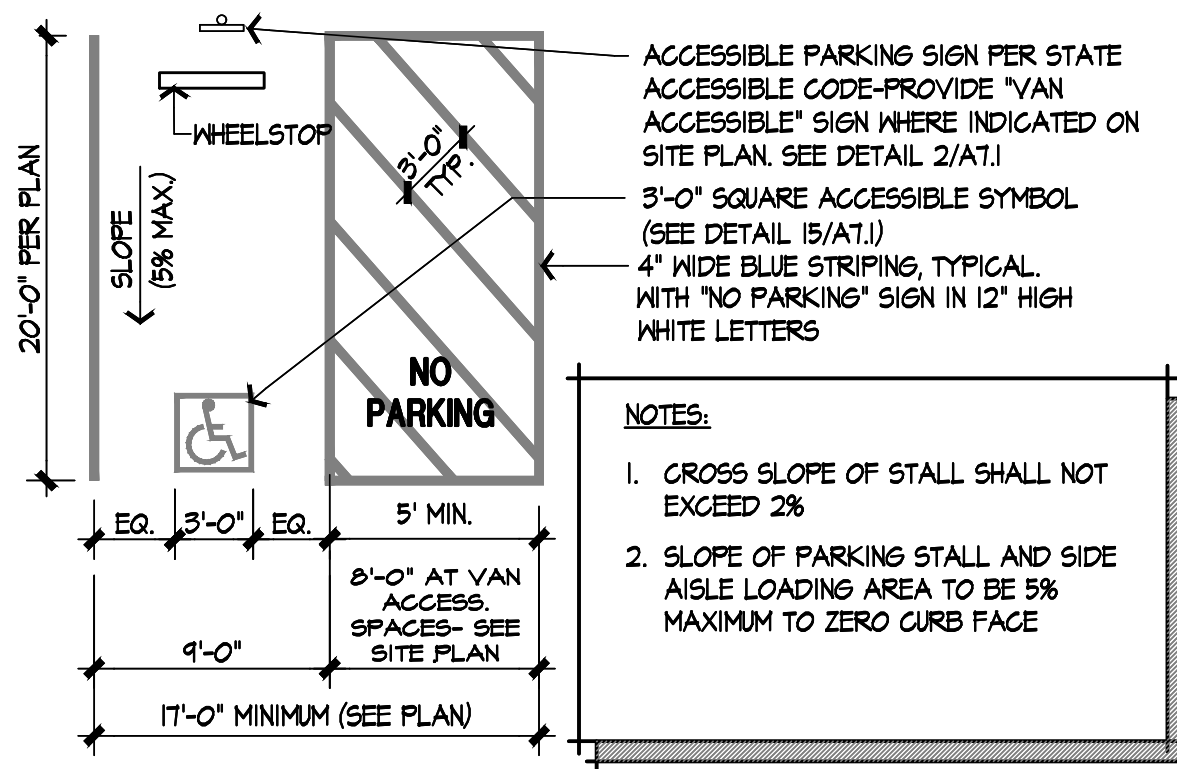 ACCESSIBLE PARKING SIGN PER STATE
ACCESSIBLE CODE-PROVIDE "VAN
ACCESSIBLE" SIGN WHERE INDICATED ON
SITE PLAN. SEE DETAIL 2/A7.1
WHEELSTOP
3'-0"
TYP.
3'-0" SQUARE ACCESSIBLE SYMBOL
(SEE DETAIL 15/A7.1)
4" WIDE BLUE STRIPING, TYPICAL.
WITH "NO PARKING" SIGN IN 12" HIGH
WHITE LETTERS
20'-0" PER PLAN
SLOPE
(5% MAX.)
NO
PARKING
EQ.
3'-0"
EQ.
5' MIN.
8'-0" AT VAN
ACCESS.
SPACES- SEE
SITE PLAN
9'-0"
17'-0" MINIMUM (SEE PLAN)
NOTES:
1. CROSS SLOPE OF STALL SHALL NOT
EXCEED 2%
2. SLOPE OF PARKING STALL AND SIDE
AISLE LOADING AREA TO BE 5%
MAXIMUM TO ZERO CURB FACE